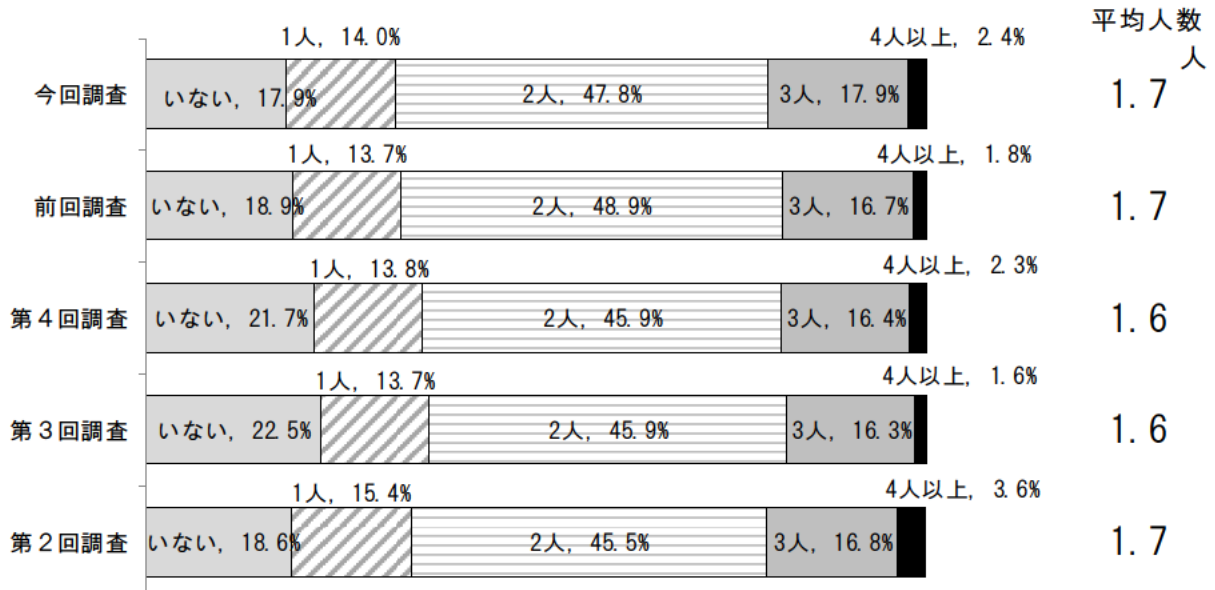 平均人数
人
1人, 14.0% 4人以上, 2.4%
今回調査 いない, 17.9% 2人, 47.8% 3人, 17.9% 1.7
1人, 13.7% 4人以上, 1.8%
前回調査 いない, 18.9% 2人, 48.9% 3人, 16.7% 1.7
1人, 13.8% 4人以上, 2.3%
第4回調査 いない, 21.7% 2人, 45.9% 3人, 16.4% 1.6
1人, 13.7% 4人以上, 1.6%
第3回調査 いない, 22.5% 2人, 45.9% 3人, 16.3% 1.6
1人, 15.4% 4人以上, 3.6%
第2回調査 いない, 18.6% 2人, 45.5% 3人, 16.8% 1.7